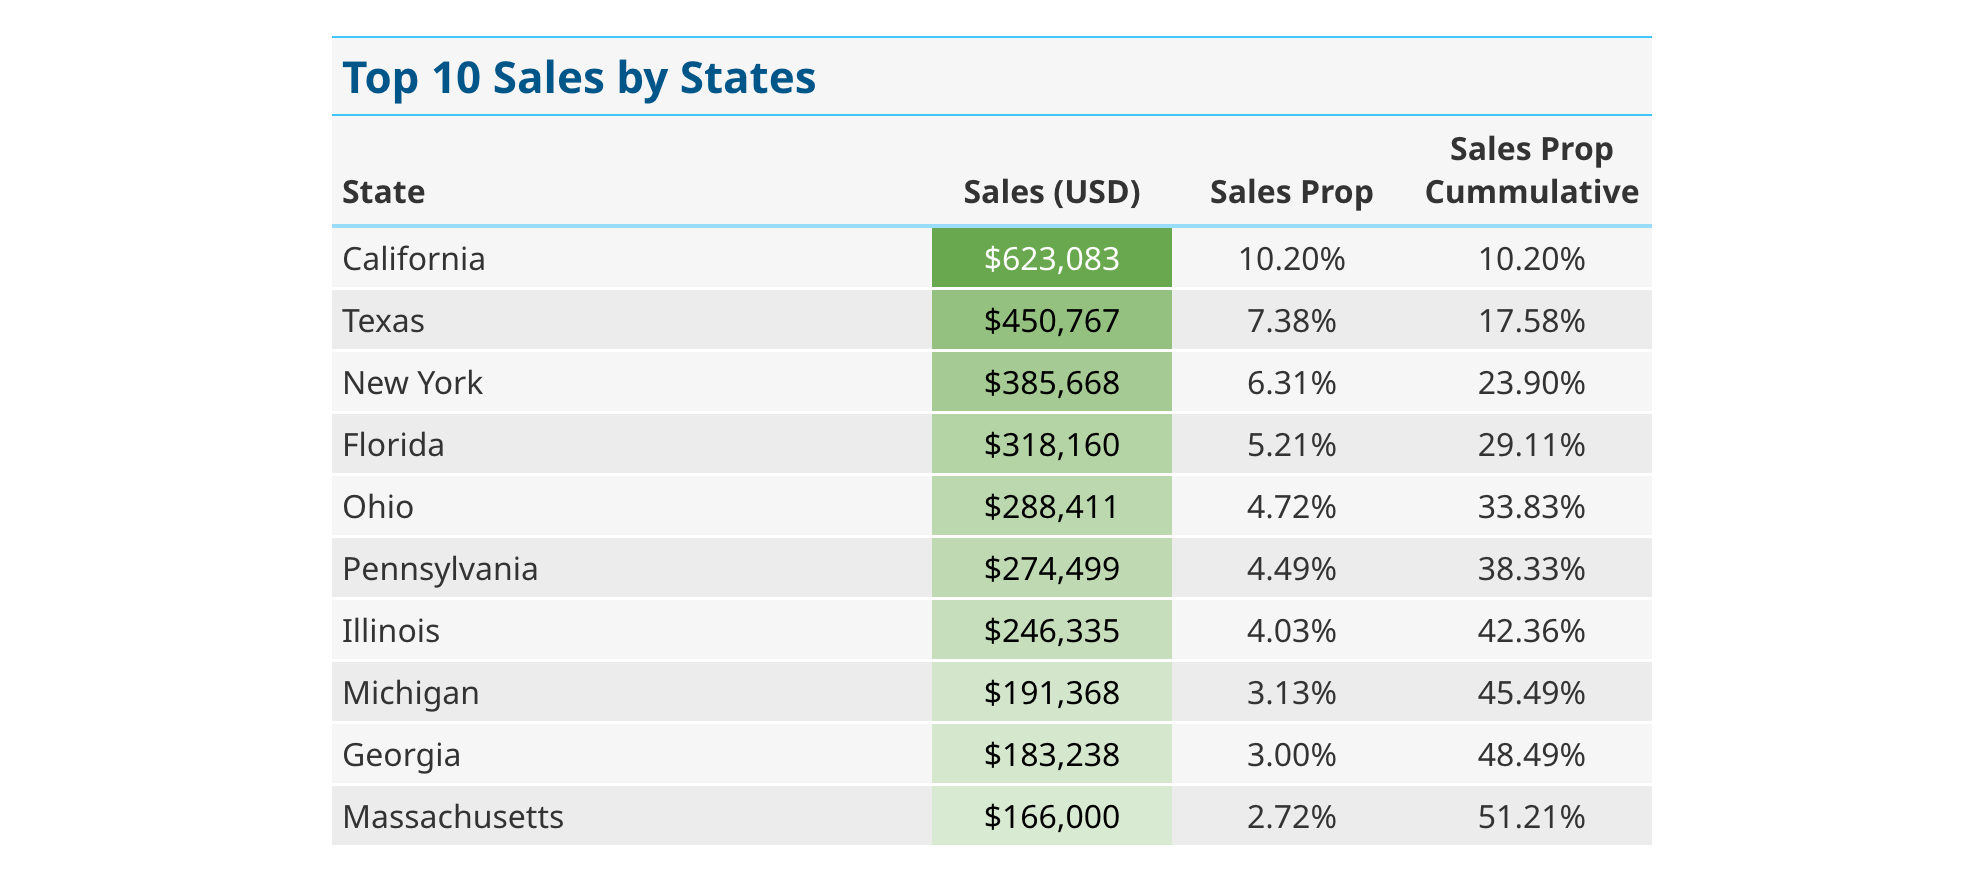 Top 10 Sales by States
State Sales (USD) Sales Prop Sales Prop Cummulative
California $623,083 10.20% 10.20%
Texas $450,767 7.38% 17.58%
New York $385,668 6.31% 23.90%
Florida $318,160 5.21% 29.11%
Ohio $288,411 4.72% 33.83%
Pennsylvania $274,499 4.49% 38.33%
Illinois $246,335 4.03% 42.36%
Michigan $191,368 3.13% 45.49%
Georgia $183,238 3.00% 48.49%
Massachusetts $166,000 2.72% 51.21%